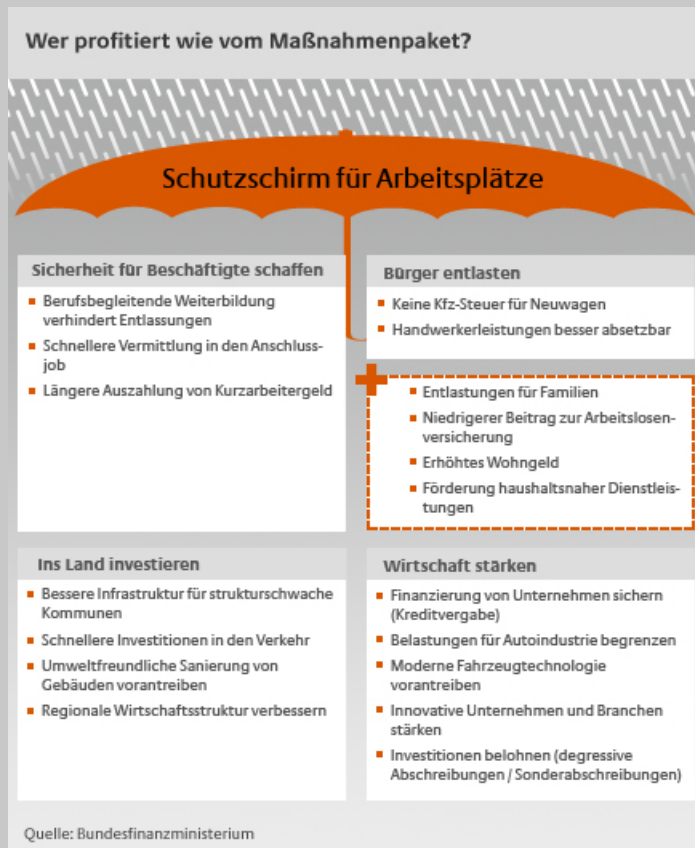 Wer profitiert wie vom Maßnahmenpaket?
Schutzschirm für Arbeitsplätze
Sicherheit für Beschäftigte schaffen
Berufsbegleitende Weiterbildung
verhindert Entlassungen
Schnellere Vermittlung in den Anschluss-
job
Längere Auszahlung von Kurzarbeitergeld
Bürger entlasten
Keine Kfz-Steuer für Neuwagen
Handwerkerleistungen besser absetzbar
Entlastungen für Familien
Niedrigerer Beitrag zur Arbeitslosen-
versicherung
Erhöhtes Wohngeld
Förderung haushaltsnaher Dienstleis-
tungen
Ins Land investieren
Bessere Infrastruktur für strukturschwache
Kommunen
Schnellere Investitionen in den Verkehr
Umweltfreundliche Sanierung von
Gebäuden vorantreiben
Regionale Wirtschaftsstruktur verbessern
Wirtschaft stärken
Finanzierung von Unternehmen sichern
(Kreditvergabe)
Belastungen für Autoindustrie begrenzen
Moderne Fahrzeugtechnologie
vorantreiben
Innovative Unternehmen und Branchen
stärken
Investitionen belohnen (degressive
Abschreibungen / Sonderabschreibungen)
Quelle: Bundesfinanzministerium